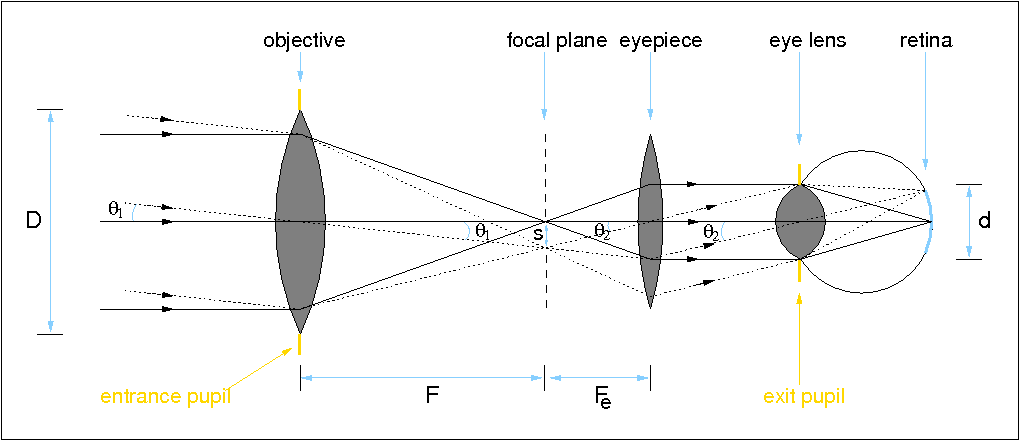 objective
focal plane
eyepiece
eye lens
retina
θ1
D
θ1
s
θ2
θ2
d
entrance pupil
F
Fe
exit pupil